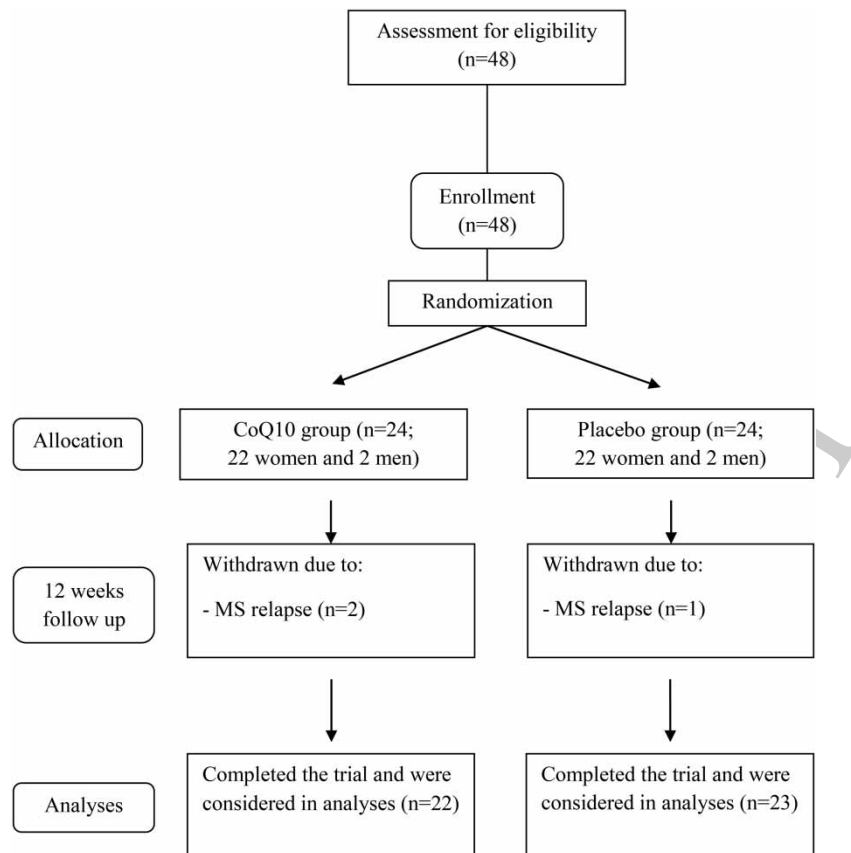 Assessment for eligibility
(n=48)
Enrollment
(n=48)
Randomization
Allocation
CoQ10 group (n=24;
22 women and 2 men)
Placebo group (n=24;
22 women and 2 men)
12 weeks
follow up
Withdrawn due to:
- MS relapse (n=2)
Withdrawn due to:
- MS relapse (n=1)
Analyses
Completed the trial and were
considered in analyses (n=22)
Completed the trial and were
considered in analyses (n=23)